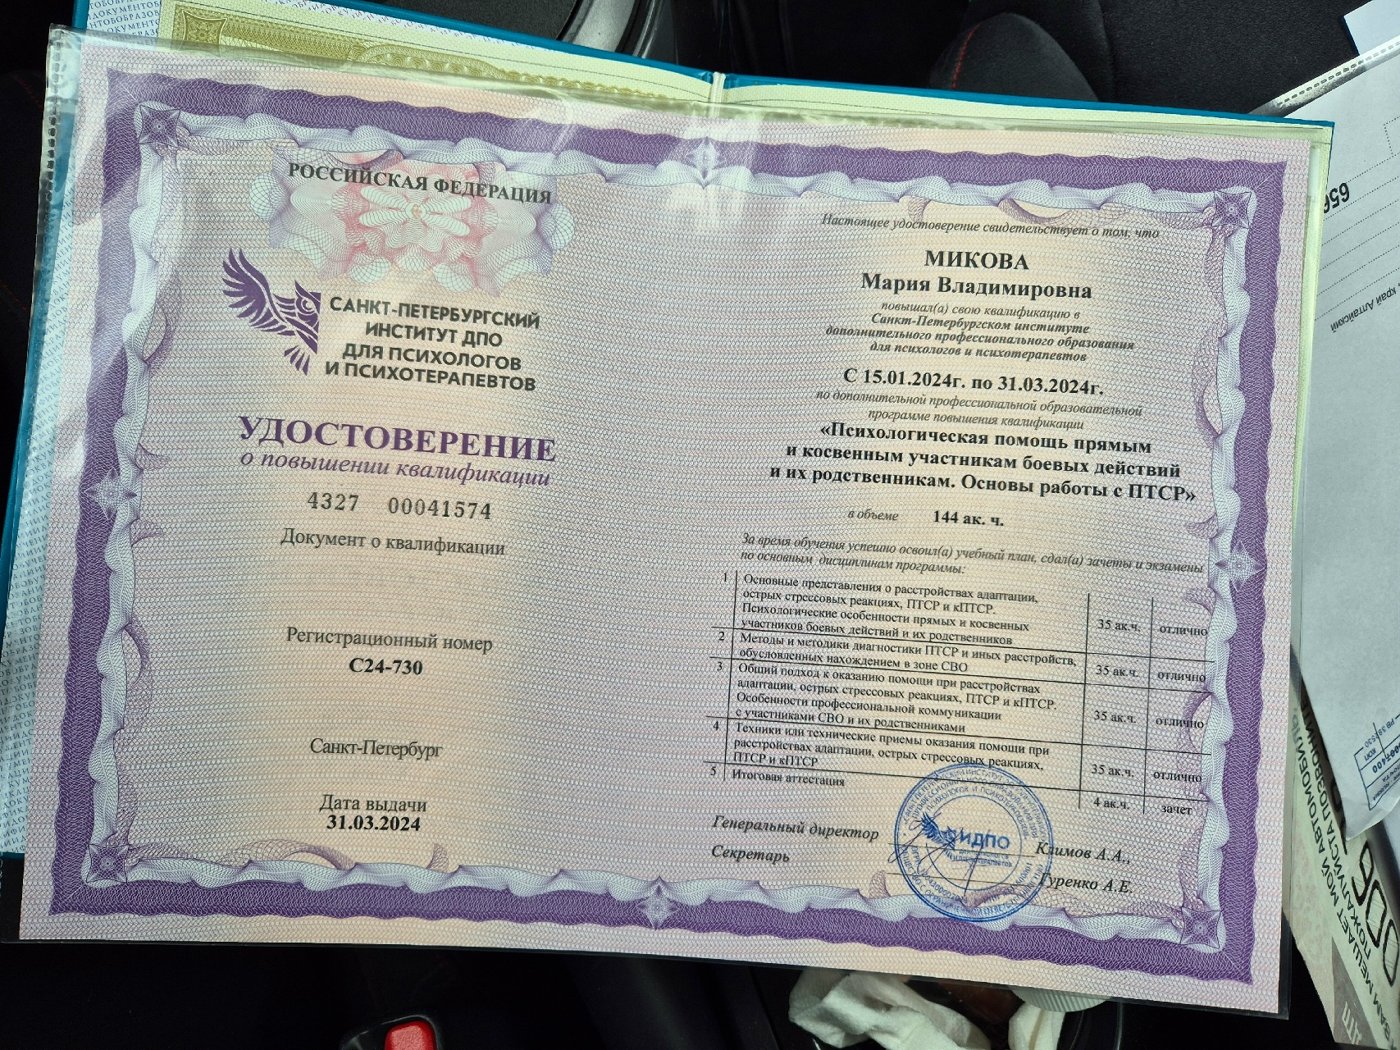 РОССИЙСКАЯ ФЕДЕРАЦИЯ
САНКТ-ПЕТЕРБУРГСКИЙ
ИНСТИТУТ ДПО
ДЛЯ ПСИХОЛОГОВ
И ПСИХОТЕРАПЕВТОВ
УДОСТОВЕРЕНИЕ
о повышении квалификации
4327 00041574
Документ о квалификации
Регистрационный номер
С24-730
Санкт-Петербург
Дата выдачи
31.03.2024
Настоящее удостоверение свидетельствует о том, что
МИКОВА
Мария Владимировна
повышал(а) свою квалификацию в
Санкт-Петербургском институте
дополнительного профессионального образования
для психологов и психотерапевтов
С 15.01.2024г. по 31.03.2024г.
по дополнительной профессиональной образовательной
программе повышения квалификации
«Психологическая помощь прямым
и косвенным участникам боевых действий
и их родственникам. Основы работы с ПТСР»
в объеме 144 ак. ч.
За время обучения успешно освоил(а) учебный план, сдал(а) зачеты и экзамены
по основным дисциплинам программы:
1 Основные представления о расстройствах адаптации,
острых стрессовых реакциях, ПТСР и кПТСР.
Психологические особенности прямых и косвенных
участников боевых действий и их родственников 35 ак.ч. отлично
2 Методы и методики диагностики ПТСР и иных расстройств,
обусловленных нахождением в зоне СВО 35 ак.ч. отлично
3 Общий подход к оказанию помощи при расстройствах
адаптации, острых стрессовых реакциях, ПТСР и кПТСР.
Особенности профессиональной коммуникации
с участниками СВО и их родственниками 35 ак.ч. отлично
4 Техники или технические приемы оказания помощи при
расстройствах адаптации, острых стрессовых реакциях,
ПТСР и кПТСР 35 ак.ч. отлично
5 Итоговая аттестация 4 ак.ч. зачет
Генеральный директор Климов А.А.,
Секретарь Гуренко А.Е.
край Алтайский
МЕШАЕТ МОЙ АВТОМОБИЛЬ
ПОЖАЛУЙСТА ПОЗВОНИТЕ